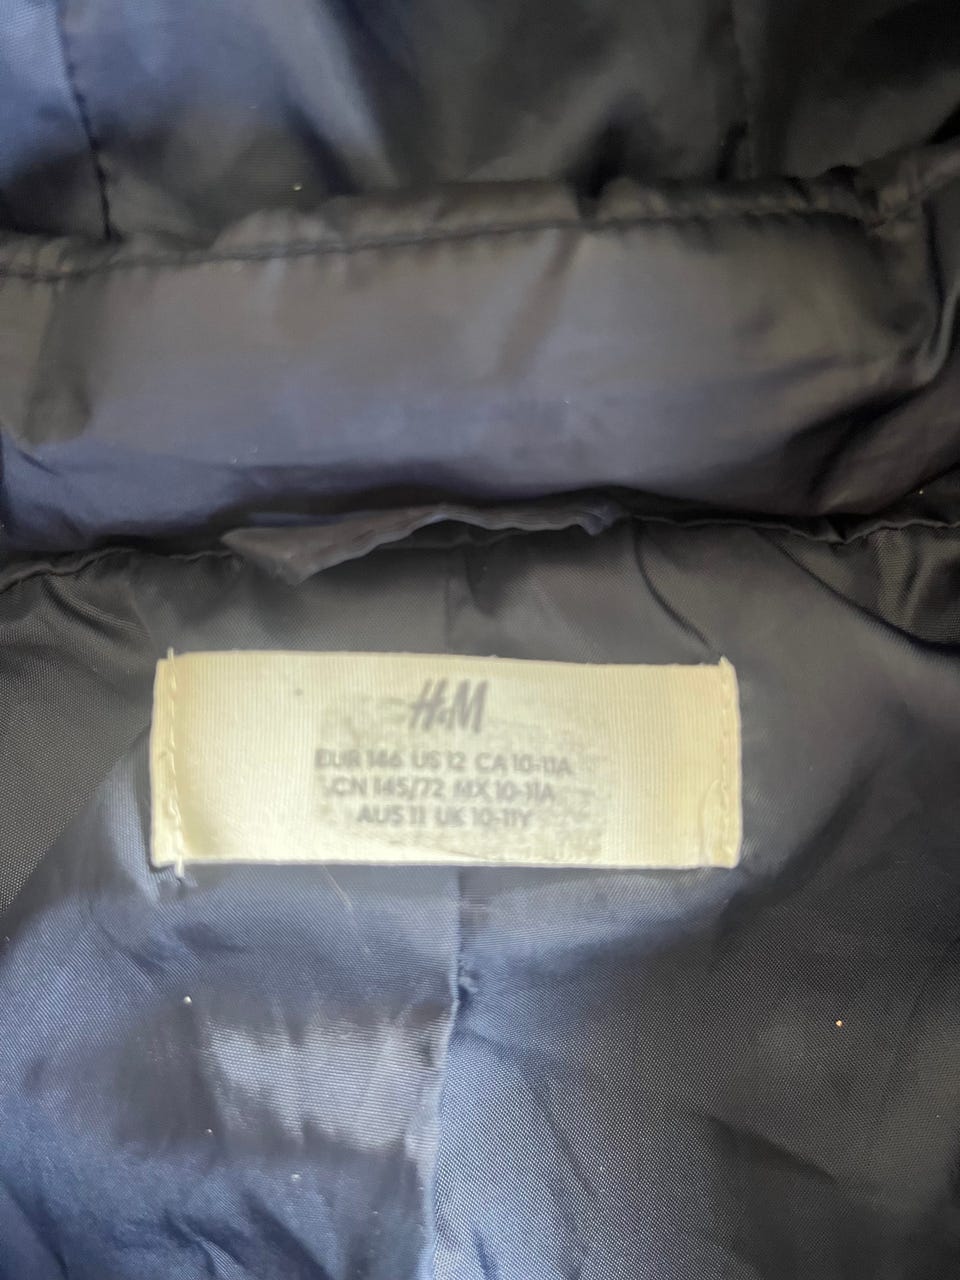 H&M
EUR 146 US 12 CA 10-11A
CN 145/72 MX 10-11A
AUS 11 UK 10-11Y